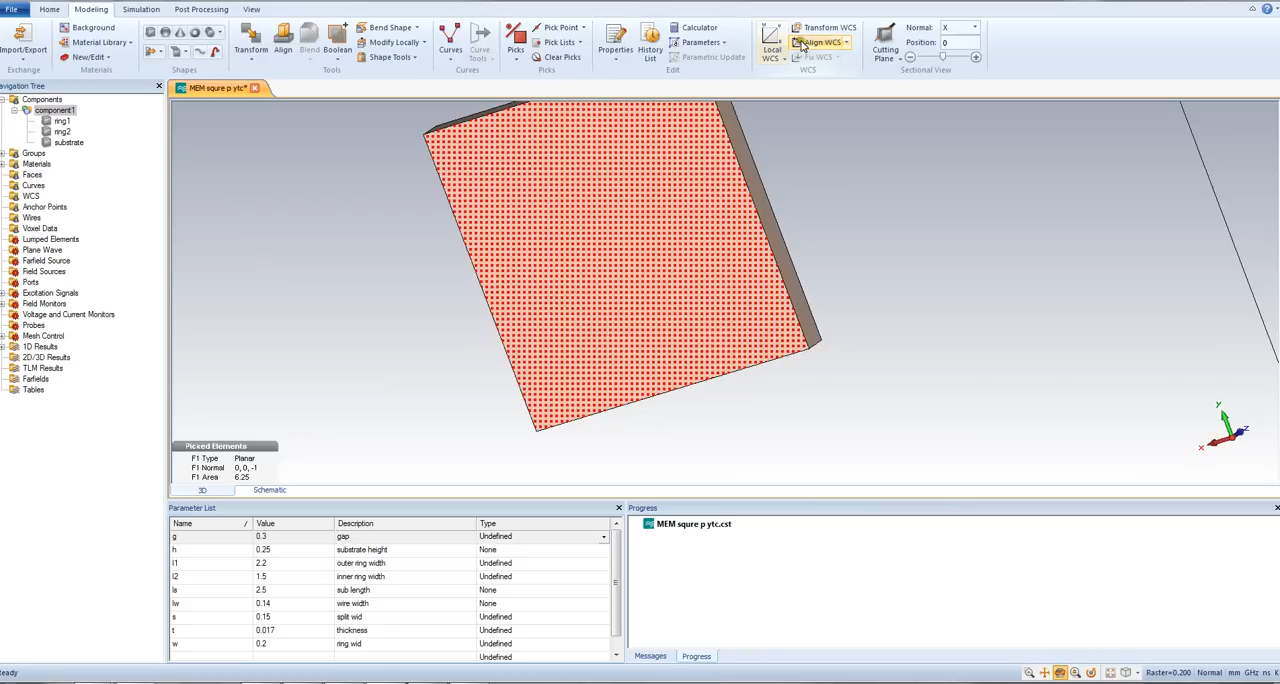 File Home Modeling Simulation Post Processing View
Background Bend Shape Pick Point Calculator Transform WCS Normal: X
Import/Export Material Library Transform Align Blend Boolean Modify Locally Curves Curve Tools Picks Pick Lists Properties History List Parameters Local WCS Align WCS Cutting Plane Position: 0
New/Edit Shape Tools Clear Picks Parametric Update Fix WCS
Exchange Materials Shapes Tools Curves Picks Edit WCS Sectional View
avigation Tree
MEM squre p ytc*
Components
component1
ring1
ring2
substrate
Groups
Materials
Faces
Curves
WCS
Anchor Points
Wires
Voxel Data
Lumped Elements
Plane Wave
Farfield Source
Field Sources
Ports
Excitation Signals
Field Monitors
Voltage and Current Monitors
Probes
Mesh Control
1D Results
2D/3D Results
TLM Results
Farfields
Tables
Y
Z
X
Picked Elements
F1 Type Planar
F1 Normal 0, 0, -1
F1 Area 6.25
3D Schematic
Parameter List
Name / Value Description Type
g 0.3 gap Undefined
h 0.25 substrate height None
l1 2.2 outer ring width Undefined
l2 1.5 inner ring width Undefined
ls 2.5 sub length None
lw 0.14 wire width None
s 0.15 split wid Undefined
t 0.017 thickness Undefined
w 0.2 ring wid Undefined
Undefined
Progress
MEM squre p ytc.cst
Messages Progress
Ready
Raster=0.200 Normal mm GHz ns K